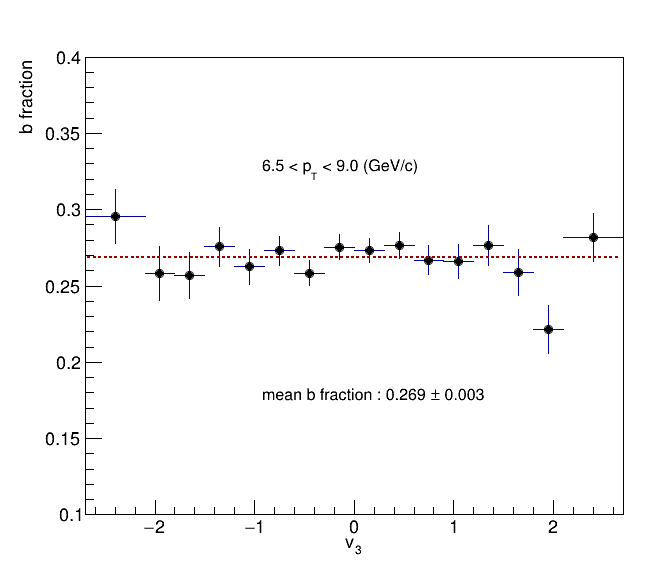 b fraction
0.4
0.35
0.3
0.25
0.2
0.15
0.1
6.5 < p_T < 9.0 (GeV/c)
mean b fraction : 0.269 ± 0.003
−2 −1 0 1 2
v_3